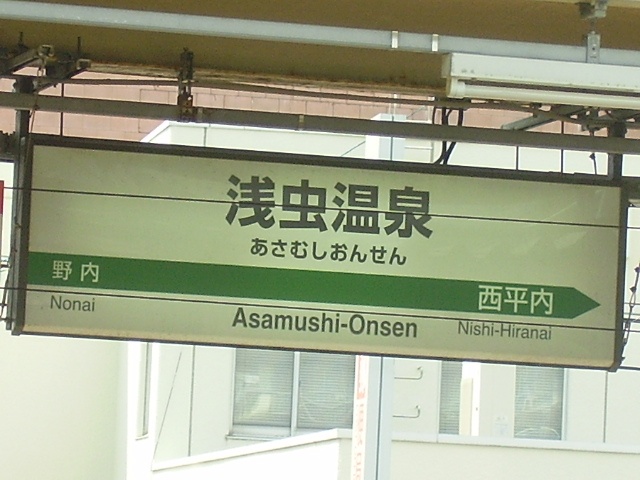 浅虫温泉
あさむしおんせん
野内
西平内
Nonai
Asamushi-Onsen
Nishi-Hiranai